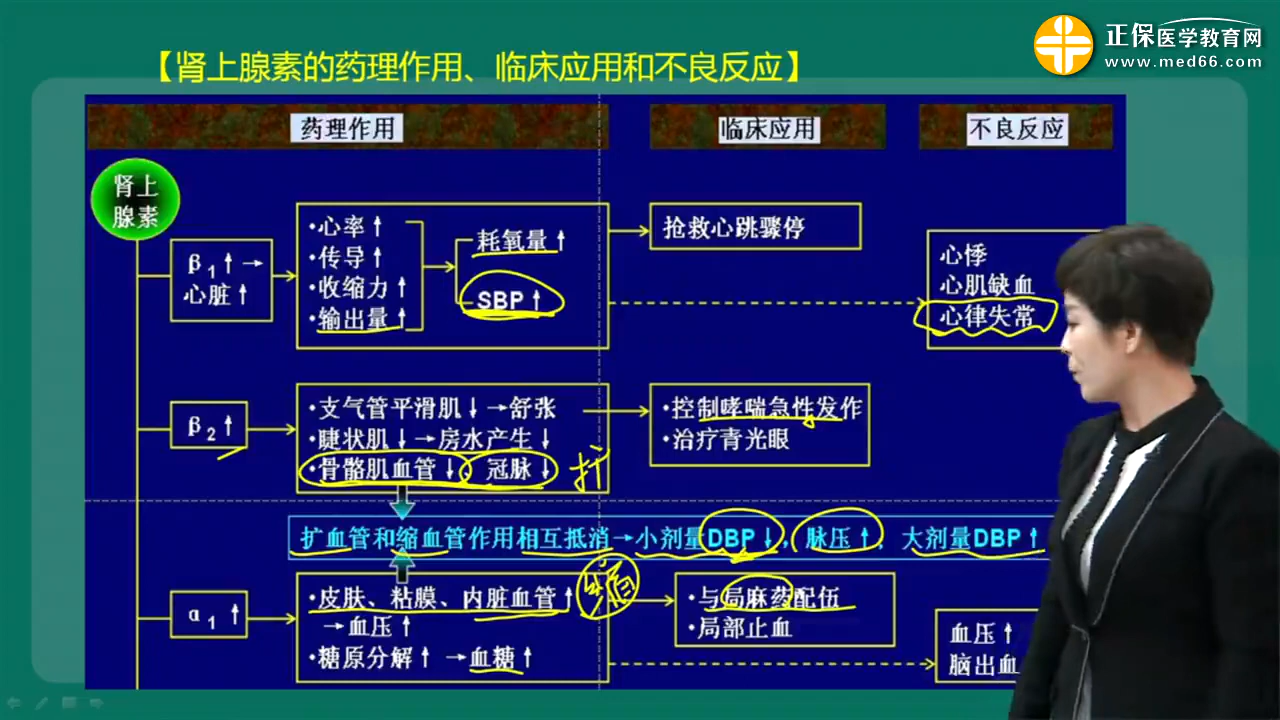 正保医学教育网
www.med66.com
【肾上腺素的药理作用、临床应用和不良反应】
药理作用
临床应用
不良反应
肾上
腺素
β1↑→
心脏↑
·心率↑
·传导↑
·收缩力↑
·输出量↑
耗氧量↑
SBP↑
抢救心跳骤停
心悸
心肌缺血
心律失常
β2↑
·支气管平滑肌↓→舒张
·睫状肌↓→房水产生↓
·骨骼肌血管↓、冠脉↓
扩
·控制哮喘急性发作
·治疗青光眼
扩血管和缩血管作用相互抵消→小剂量DBP↓，脉压↑，大剂量DBP↑
α1↑
·皮肤、粘膜、内脏血管↑
→血压↑
·糖原分解↑→血糖↑
缩
·与局麻药配伍
·局部止血
血压↑
脑出血